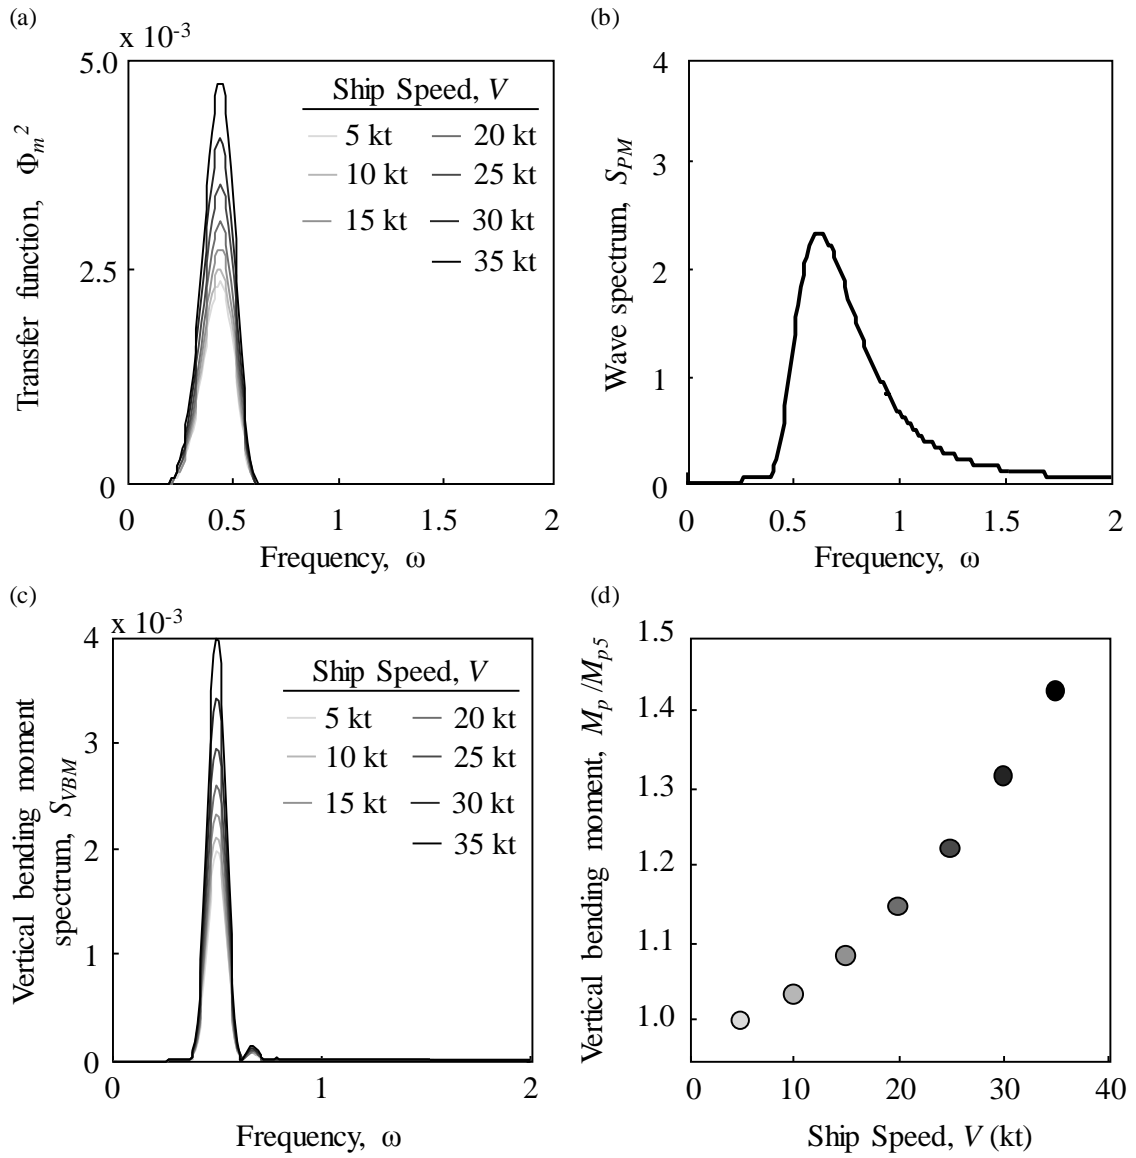 (a)
x 10-3
5.0
2.5
0
Transfer function, Φm2
Ship Speed, V
5 kt 20 kt
10 kt 25 kt
15 kt 30 kt
35 kt
0 0.5 1 1.5 2
Frequency, ω
(b)
4
3
2
1
0
Wave spectrum, SPM
0 0.5 1 1.5 2
Frequency, ω
(c)
x 10-3
4
3
2
1
0
Vertical bending moment
spectrum, SVBM
Ship Speed, V
5 kt 20 kt
10 kt 25 kt
15 kt 30 kt
35 kt
0 1 2
Frequency, ω
(d)
1.5
1.4
1.3
1.2
1.1
1.0
Vertical bending moment, Mp/Mp5
0 10 20 30 40
Ship Speed, V (kt)